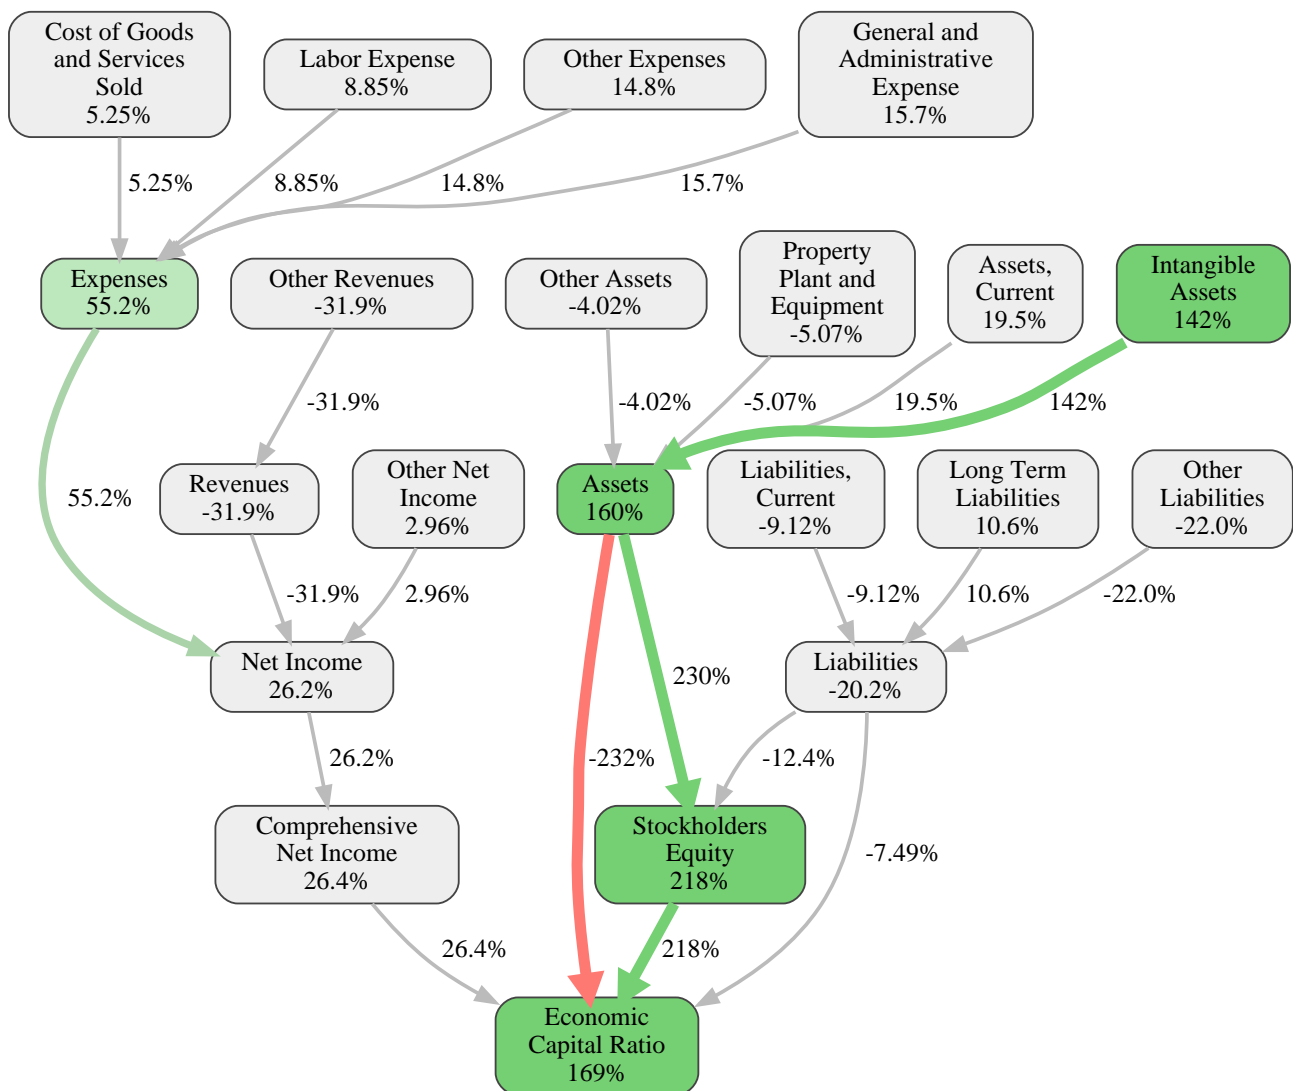 Cost of Goods
and Services
Sold
5.25%
Labor Expense
8.85%
Other Expenses
14.8%
General and
Administrative
Expense
15.7%
5.25%
8.85%
14.8%
15.7%
Expenses
55.2%
Other Revenues
-31.9%
Other Assets
-4.02%
Property
Plant and
Equipment
-5.07%
Assets,
Current
19.5%
Intangible
Assets
142%
-31.9%
-4.02%
-5.07%
19.5%
142%
55.2%
Revenues
-31.9%
Other Net
Income
2.96%
Assets
160%
Liabilities,
Current
-9.12%
Long Term
Liabilities
10.6%
Other
Liabilities
-22.0%
-31.9%
2.96%
-9.12%
10.6%
-22.0%
Net Income
26.2%
230%
Liabilities
-20.2%
26.2%
-232%
-12.4%
Comprehensive
Net Income
26.4%
Stockholders
Equity
218%
-7.49%
26.4%
218%
Economic
Capital Ratio
169%